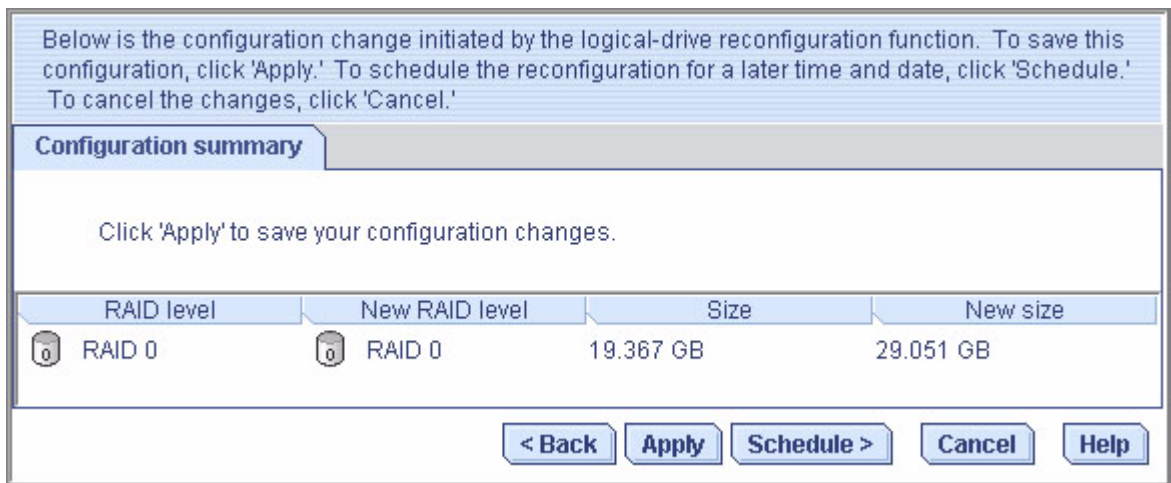 Below is the configuration change initiated by the logical-drive reconfiguration function. To save this
configuration, click 'Apply.' To schedule the reconfiguration for a later time and date, click 'Schedule.'
To cancel the changes, click 'Cancel.'
Configuration summary
Click 'Apply' to save your configuration changes.
RAID level New RAID level Size New size
0 RAID 0 0 RAID 0 19.367 GB 29.051 GB
< Back Apply Schedule > Cancel Help